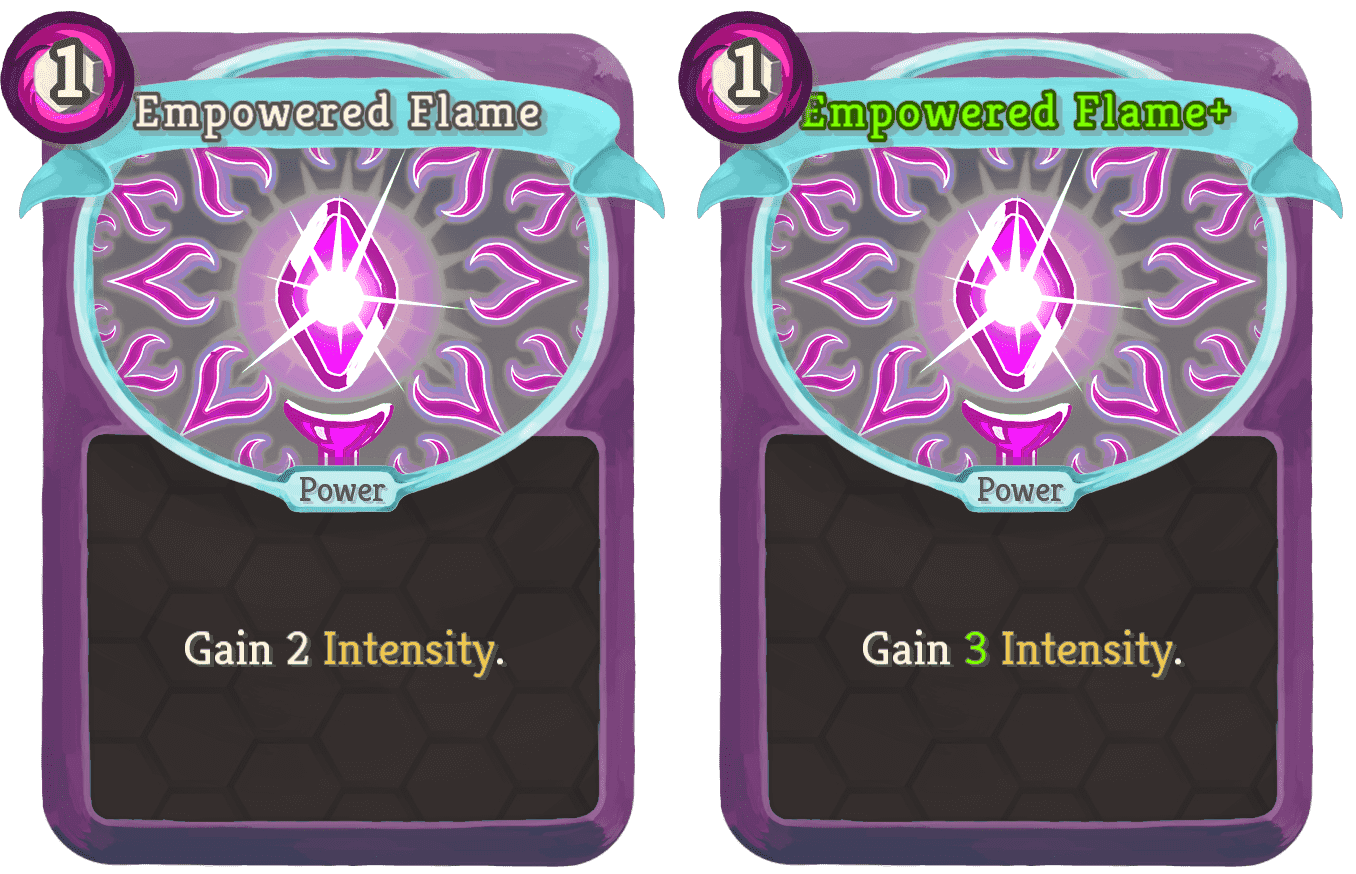 1
Empowered Flame
Power
Gain 2 Intensity.
1
Empowered Flame+
Power
Gain 3 Intensity.